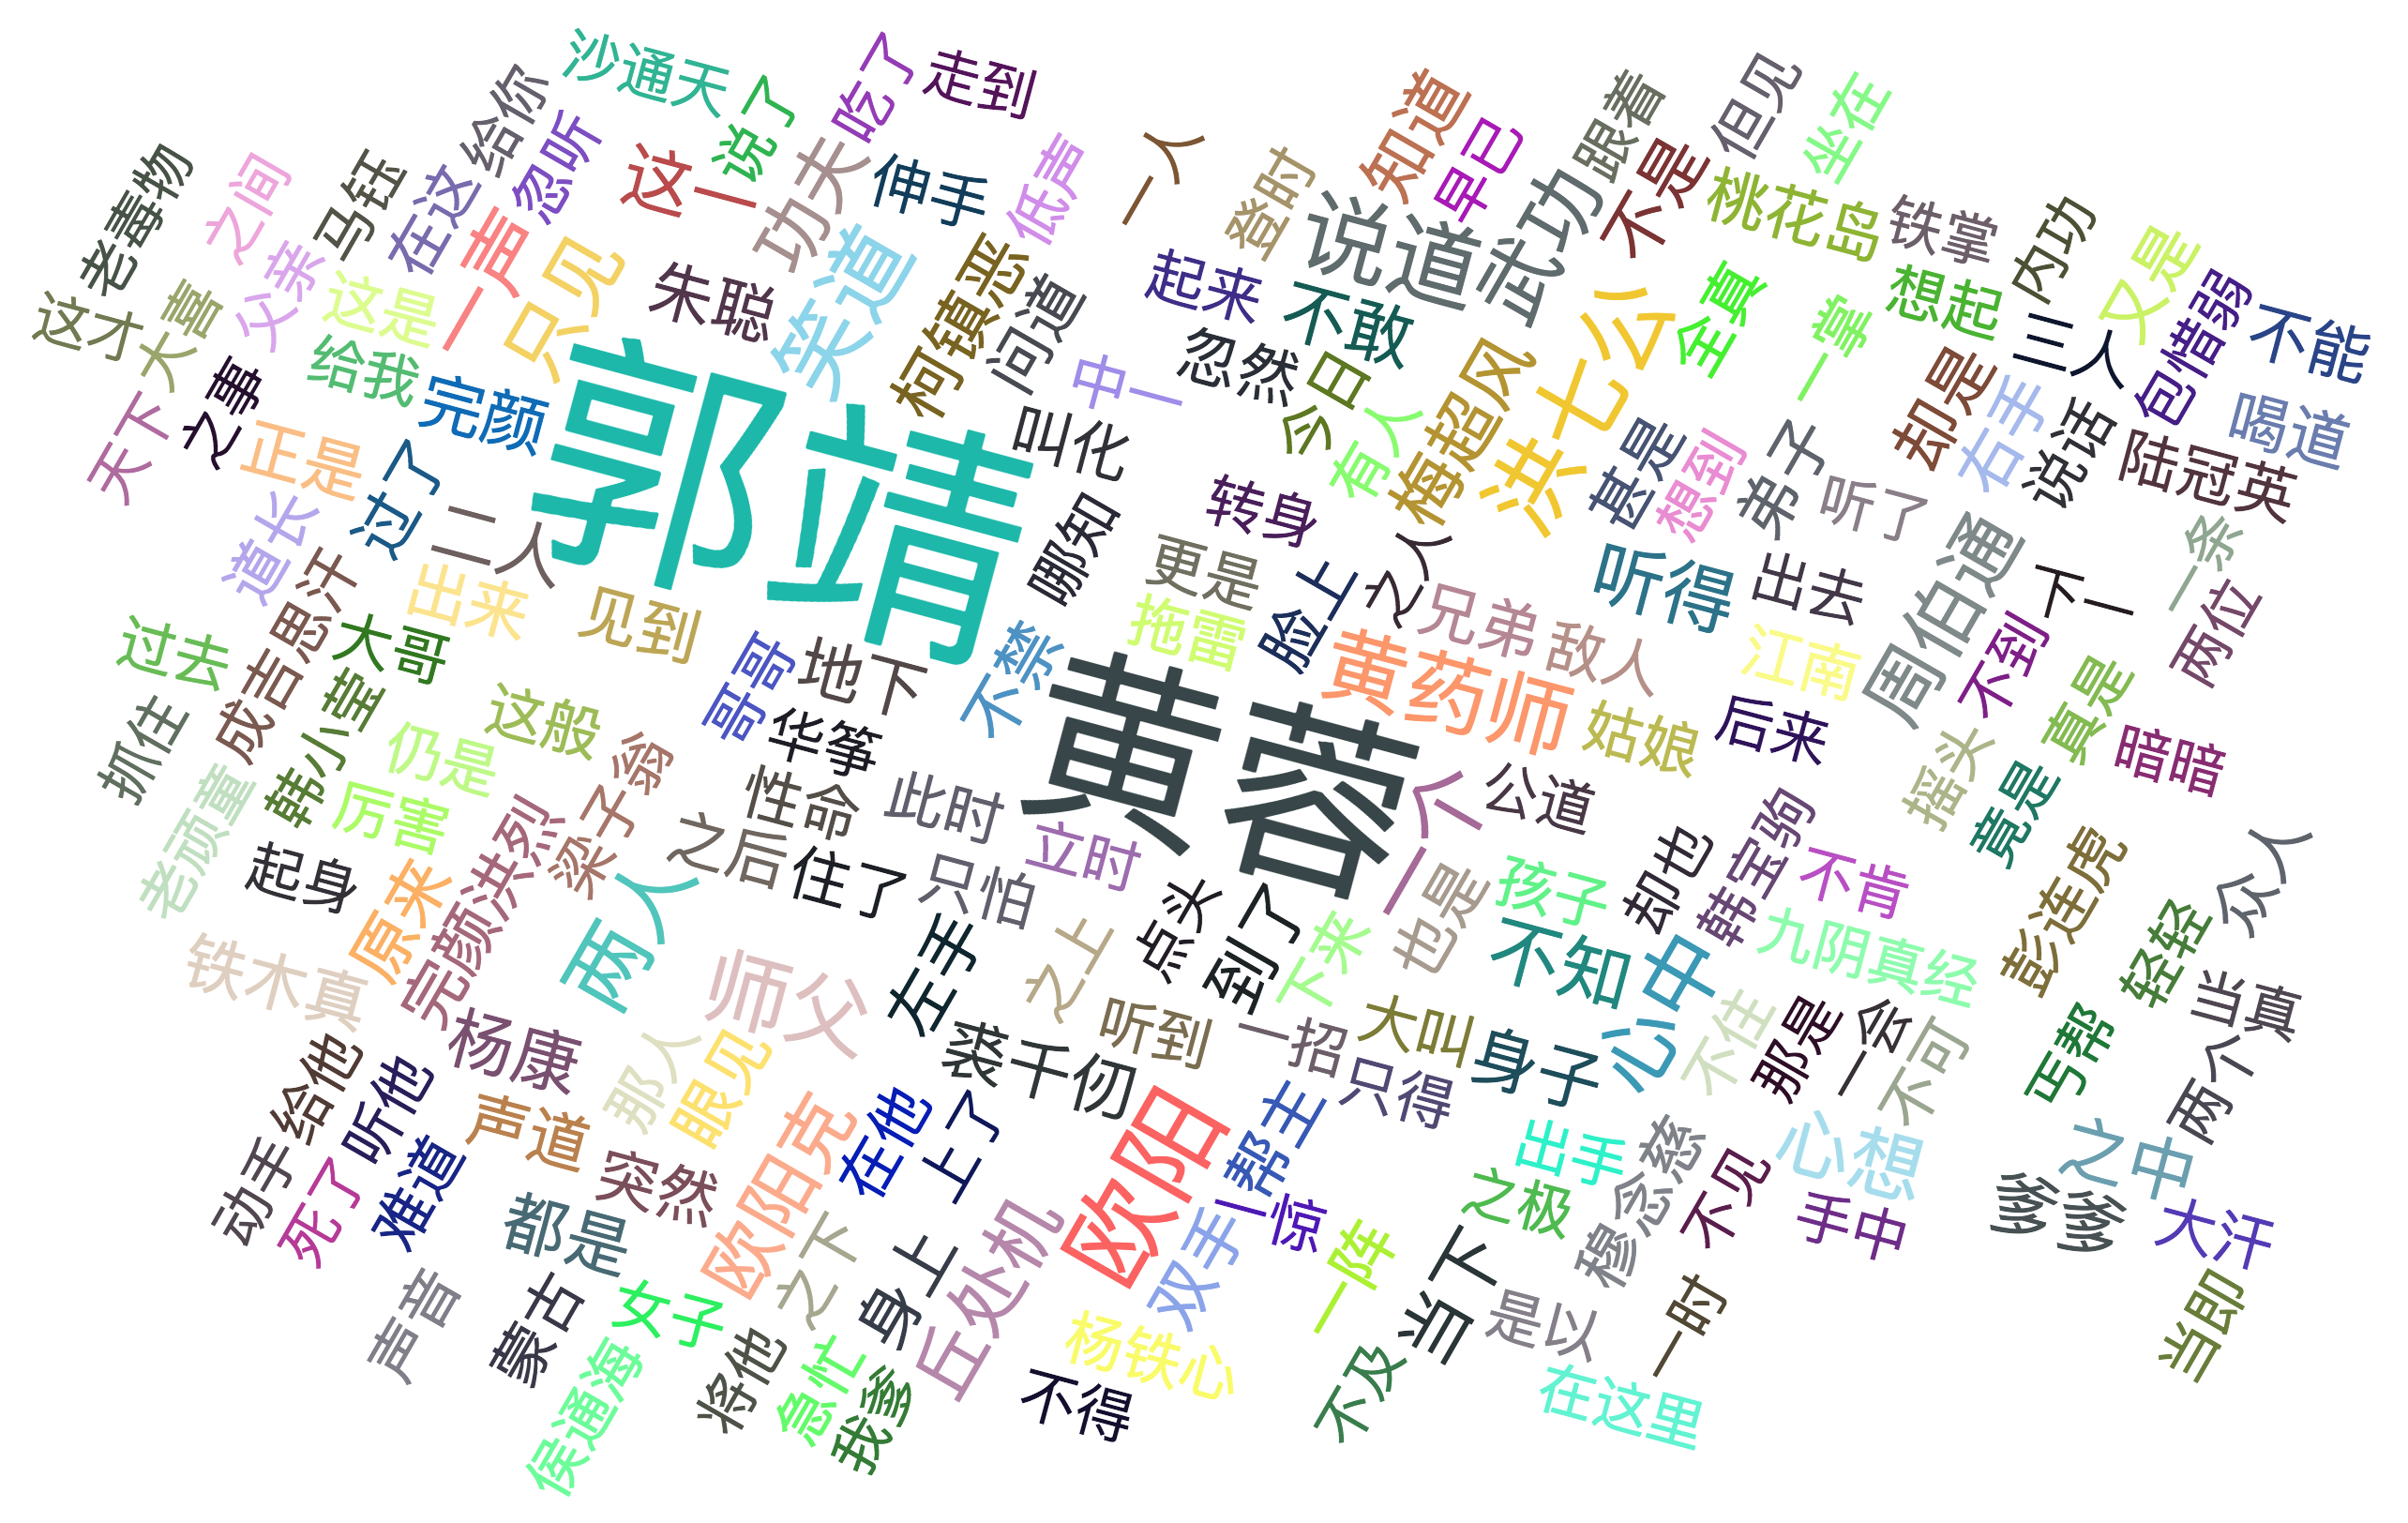 沙通天
走到
吃了
给你
说了
忽听
这一
功夫
伸手
低声
一人
登时
知道
早已
跟着
但见
坐在
不是
桃花岛
铁掌
内功
又是
老毒物
之间
马钰
在这
一声
只见
朱聪
笑道
柯镇恶
问道
起来
不敢
说道
武功
全真
一掌
想起
三人
包惜弱
不能
这才
大喜
父亲
这是
给我
完颜
郭靖
中一
忽然
今日
有人
梅超风
洪七公
却是
右手
说话
喝道
陆冠英
天下
之事
正是
过了
二人
三代
哪知
转身
甚是
想到
弟子
听了
道长
成吉思汗
大哥
出来
见到
更是
脸上
之人
兄弟
敌人
听得
出去
周伯通
下一
一条
两位
过去
抓住
韩小莹
仍是
这般
哥哥
地下
不禁
拖雷
黄药师
姑娘
江南
后来
不到
真是
暗暗
老顽童
厉害
渔子翁
华筝
性命
此时
黄蓉
一个
公道
接头
竟是
起身
原来
完颜洪烈
之后
住了
只怕
立时
点头
到了
下来
也是
孩子
却也
韩宝驹
不肯
九阴真经
彭连虎
轻轻
众人
铁木真
杨康
两人
师父
左手
之上
听到
一招
大叫
不知
心中
身子
不住
那是
一会
不可
丐帮
当真
两个
给他
听他
那人
眼见
裘千仞
只得
动手
死了
难道
声道
突然
欧阳克
在他
上了
欧阳
帮主
一惊
出手
之极
穆念慈
不见
心想
手中
之中
爹爹
大汗
当即
声音
蒙古
都是
女子
之下
身上
丘处机
双手
一阵
当下
是以
一时
侯通海
将他
急忙
我爹
杨铁心
不得
不及
在这里